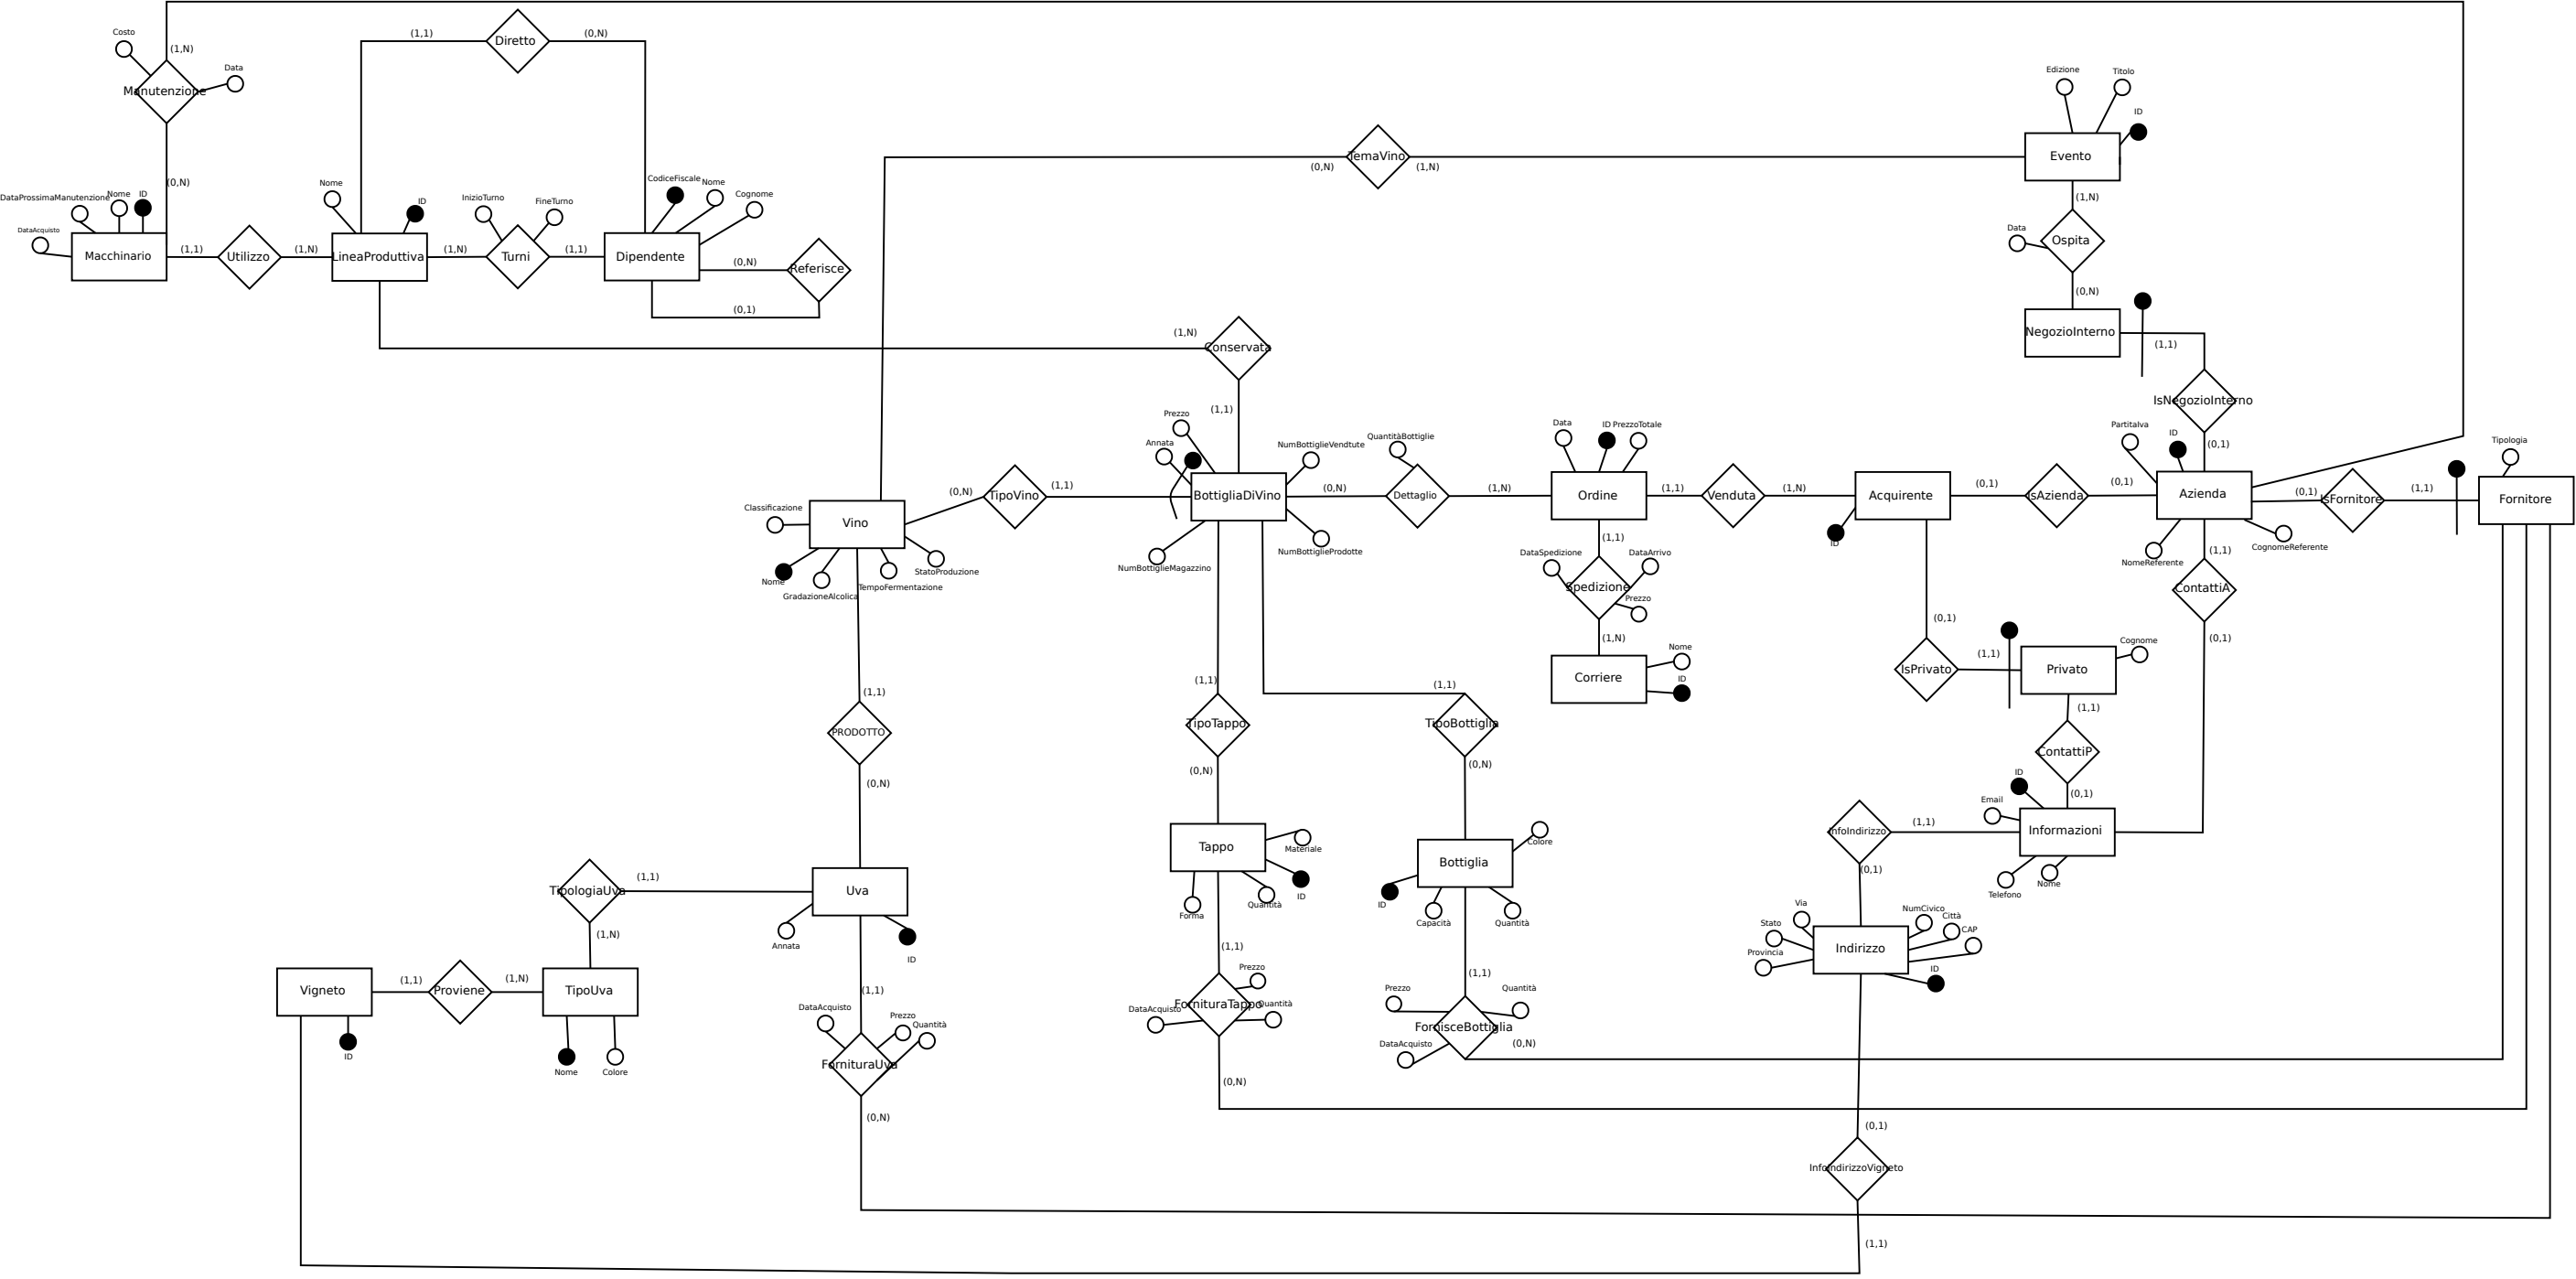 Costo
(1,N)
Data
Manutenzione
(0,N)
(1,1)
Diretto
(0,N)
DataProssimaManutenzione
Nome
ID
DataAcquisto
Macchinario
(1,1)
Utilizzo
(1,N)
Nome
ID
LineaProduttiva
(1,N)
InizioTurno
FineTurno
Turni
(1,1)
CodiceFiscale
Nome
Cognome
Dipendente
(0,N)
Referisce
(0,1)
(0,N)
TemaVino
(1,N)
Edizione
Titolo
ID
Evento
(1,N)
Data
Ospita
(0,N)
NegozioInterno
(1,1)
IsNegozioInterno
(0,1)
(1,N)
Conservata
(1,1)
Classificazione
Vino
Nome
GradazioneAlcolica
TempoFermentazione
StatoProduzione
(0,N)
TipoVino
(1,1)
Prezzo
Annata
BottigliaDiVino
NumBottiglieVendtute
NumBottiglieProdotte
NumBottiglieMagazzino
(0,N)
QuantitàBottiglie
Dettaglio
(1,N)
Data
ID
PrezzoTotale
Ordine
(1,1)
Venduta
(1,N)
Acquirente
ID
(0,1)
IsAzienda
(0,1)
PartitaIva
ID
Azienda
NomeReferente
CognomeReferente
(0,1)
IsFornitore
(1,1)
Tipologia
Fornitore
(1,1)
DataSpedizione
DataArrivo
Spedizione
Prezzo
(1,N)
Corriere
Nome
ID
(1,1)
ContattiA
(0,1)
(0,1)
IsPrivato
(1,1)
Privato
Cognome
(1,1)
ContattiP
(0,1)
ID
Email
Informazioni
Telefono
Nome
(1,1)
InfoIndirizzo
(0,1)
Via
Stato
Provincia
NumCivico
Città
CAP
Indirizzo
ID
(0,1)
InfoIndirizzoVigneto
(1,1)
(1,1)
PRODOTTO
(0,N)
(1,1)
TipoTappo
(0,N)
(1,1)
TipoBottiglia
(0,N)
Tappo
Materiale
ID
Quantità
Forma
(1,1)
Prezzo
FornituraTappo
Quantità
DataAcquisto
(0,N)
Bottiglia
Colore
ID
Capacità
Quantità
(1,1)
Prezzo
Quantità
FornisceBottiglia
DataAcquisto
(0,N)
TipologiaUva
(1,1)
(1,N)
Uva
Annata
ID
(1,1)
DataAcquisto
Prezzo
Quantità
FornituraUva
(0,N)
Vigneto
ID
(1,1)
Proviene
(1,N)
TipoUva
Nome
Colore